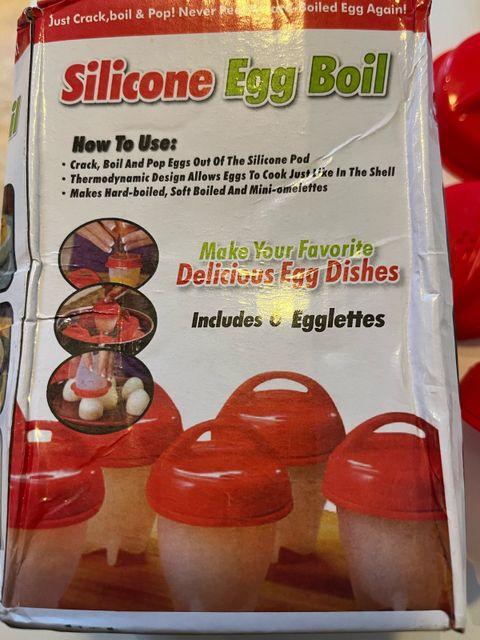 Just Crack,boil & Pop! Never Peel A Hard-Boiled Egg Again!
Silicone Egg Boil
How To Use:
• Crack, Boil And Pop Eggs Out Of The Silicone Pod
• Thermodynamic Design Allows Eggs To Cook Just Like In The Shell
• Makes Hard-boiled, Soft Boiled And Mini-omelettes
Make Your Favorite
Delicious Egg Dishes
Includes Egglettes